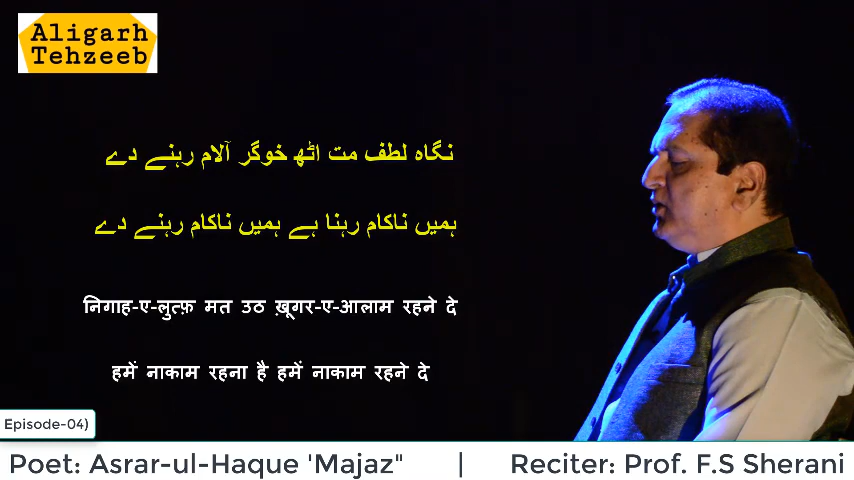 Aligarh
Tehzeeb
نگاہ لطف مت اٹھ خوگر آلام رہنے دے
ہمیں ناکام رہنا ہے ہمیں ناکام رہنے دے
निगाह-ए-लुत्फ़ मत उठ ख़ूगर-ए-आलाम रहने दे
हमें नाकाम रहना है हमें नाकाम रहने दे
Episode-04)
Poet: Asrar-ul-Haque 'Majaz" | Reciter: Prof. F.S Sherani